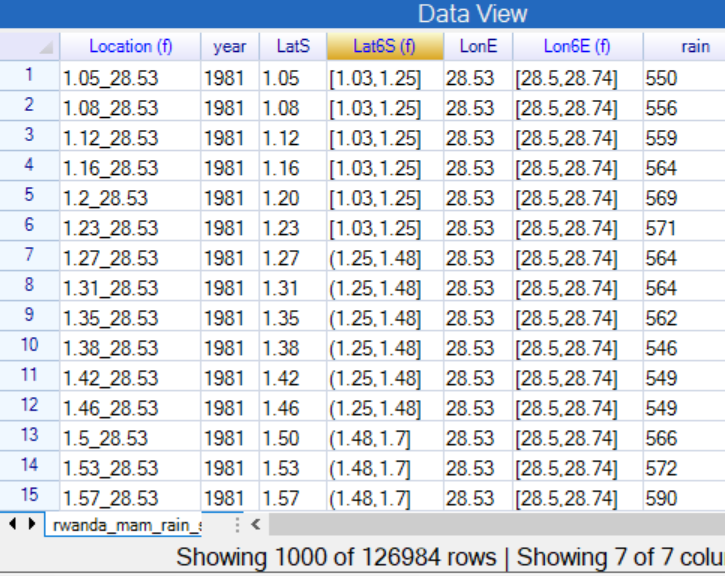 Data View
Location (f) year LatS Lat6S (f) LonE Lon6E (f) rain
1 1.05_28.53 1981 1.05 [1.03,1.25] 28.53 [28.5,28.74] 550
2 1.08_28.53 1981 1.08 [1.03,1.25] 28.53 [28.5,28.74] 556
3 1.12_28.53 1981 1.12 [1.03,1.25] 28.53 [28.5,28.74] 559
4 1.16_28.53 1981 1.16 [1.03,1.25] 28.53 [28.5,28.74] 564
5 1.2_28.53 1981 1.20 [1.03,1.25] 28.53 [28.5,28.74] 569
6 1.23_28.53 1981 1.23 [1.03,1.25] 28.53 [28.5,28.74] 571
7 1.27_28.53 1981 1.27 (1.25,1.48] 28.53 [28.5,28.74] 564
8 1.31_28.53 1981 1.31 (1.25,1.48] 28.53 [28.5,28.74] 564
9 1.35_28.53 1981 1.35 (1.25,1.48] 28.53 [28.5,28.74] 562
10 1.38_28.53 1981 1.38 (1.25,1.48] 28.53 [28.5,28.74] 546
11 1.42_28.53 1981 1.42 (1.25,1.48] 28.53 [28.5,28.74] 549
12 1.46_28.53 1981 1.46 (1.25,1.48] 28.53 [28.5,28.74] 549
13 1.5_28.53 1981 1.50 (1.48,1.7] 28.53 [28.5,28.74] 566
14 1.53_28.53 1981 1.53 (1.48,1.7] 28.53 [28.5,28.74] 572
15 1.57_28.53 1981 1.57 (1.48,1.7] 28.53 [28.5,28.74] 590
rwanda_mam_rain_
Showing 1000 of 126984 rows | Showing 7 of 7 colu